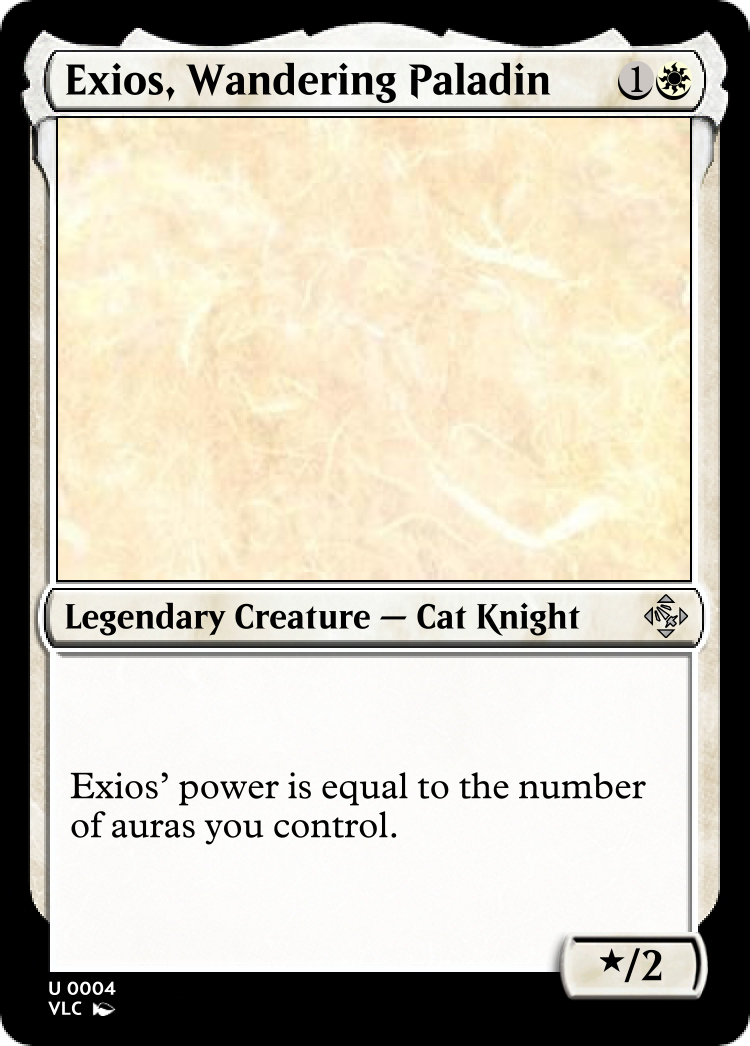 Exios, Wandering Paladin 1
Legendary Creature — Cat Knight
Exios’ power is equal to the number
of auras you control.
★/2
U 0004
VLC